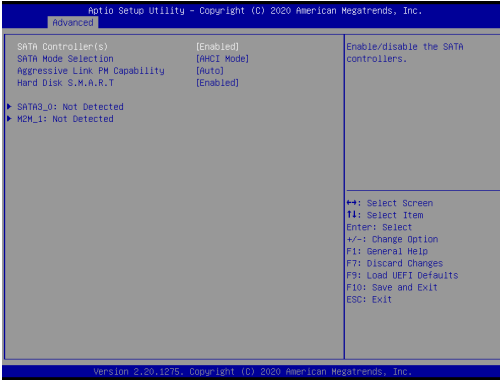 Aptio Setup Utility – Copyright (C) 2020 American Megatrends, Inc.
Advanced
SATA Controller(s) [Enabled]
SATA Mode Selection [AHCI Mode]
Aggressive Link PM Capability [Auto]
Hard Disk S.M.A.R.T [Enabled]
SATA3_0: Not Detected
M2M_1: Not Detected
Enable/disable the SATA
controllers.
↔: Select Screen
↑↓: Select Item
Enter: Select
+/-: Change Option
F1: General Help
F7: Discard Changes
F9: Load UEFI Defaults
F10: Save and Exit
ESC: Exit
Version 2.20.1275. Copyright (C) 2020 American Megatrends, Inc.